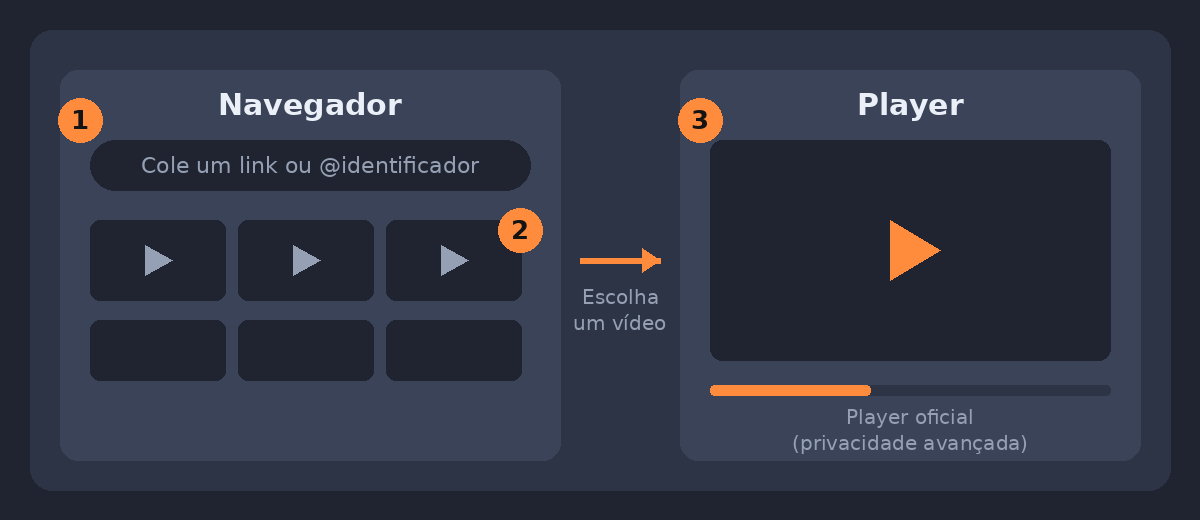 Navegador
1
Cole um link ou @identificador
2
Escolha
um vídeo
Player
3
Player oficial
(privacidade avançada)